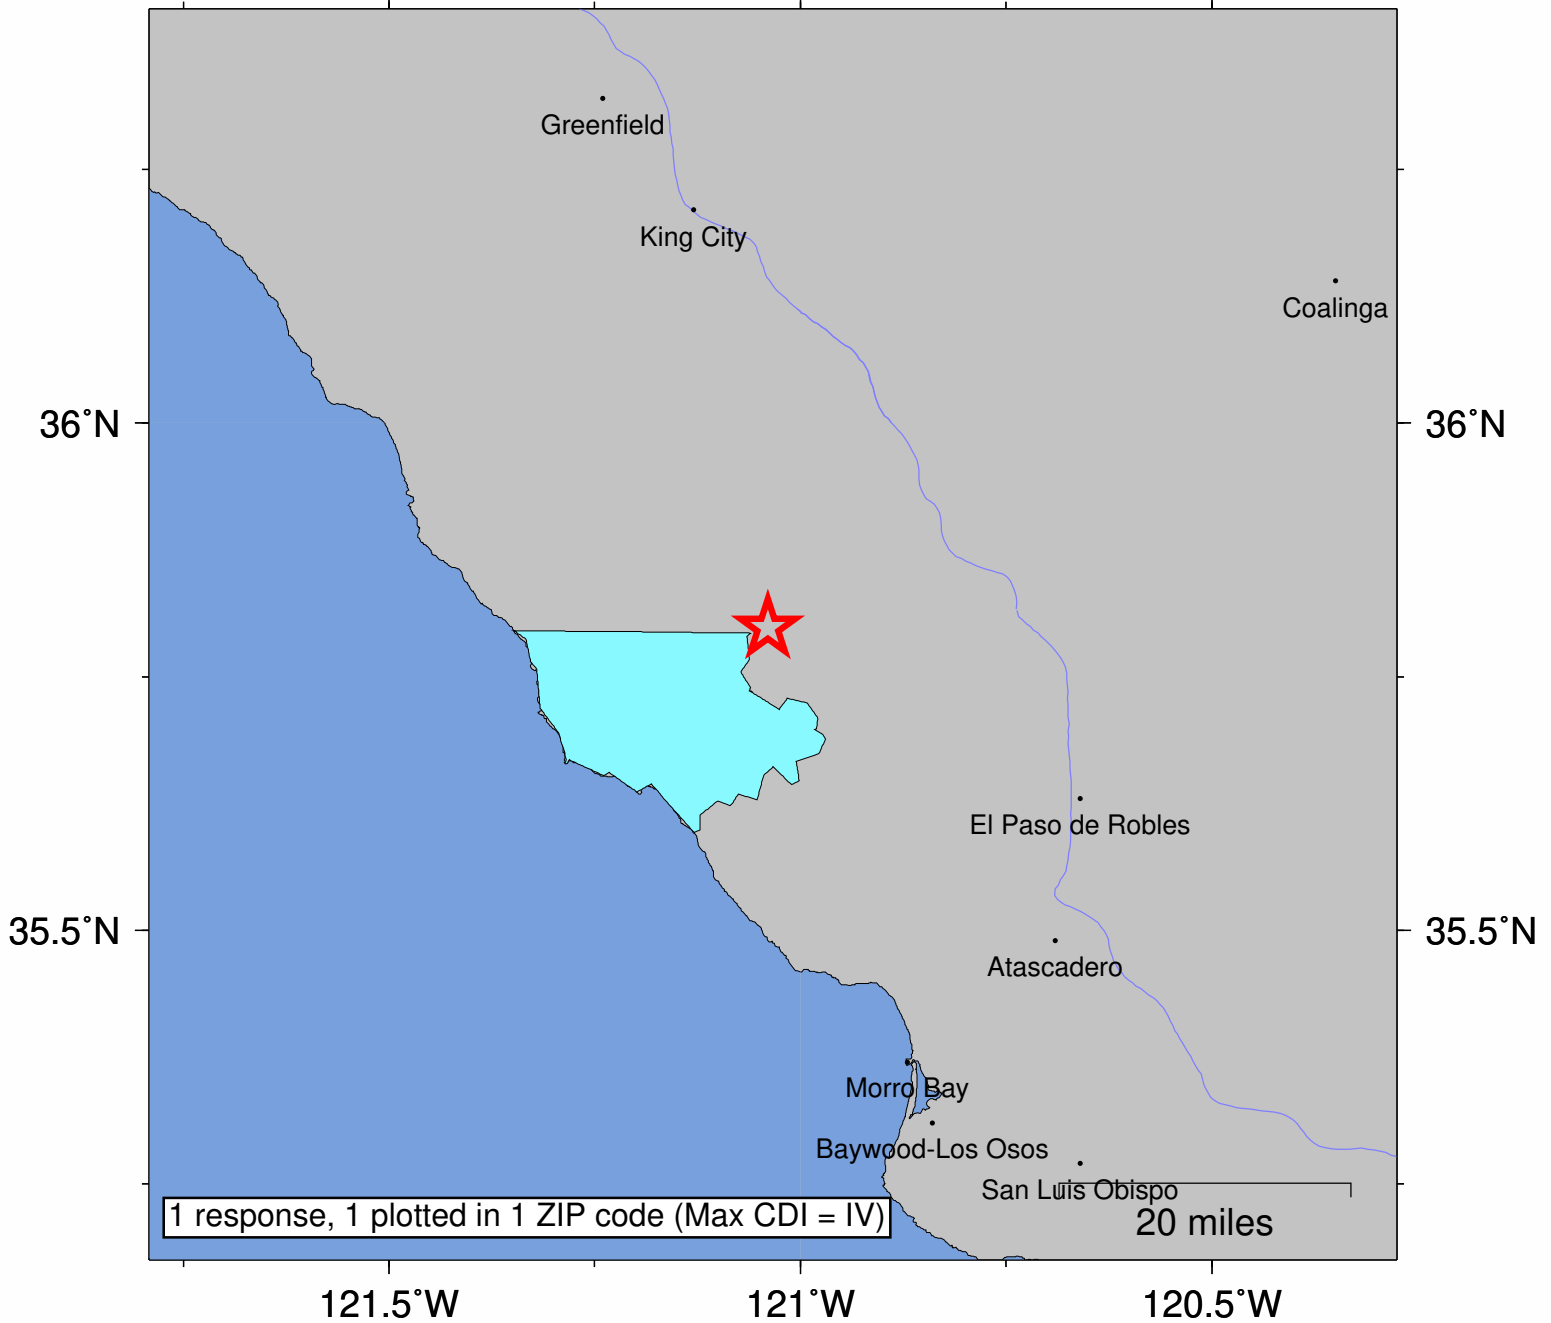 Greenfield
King City
Coalinga
36°N
36°N
El Paso de Robles
35.5°N
35.5°N
Atascadero
Morro Bay
Baywood-Los Osos
San Luis Obispo
1 response, 1 plotted in 1 ZIP code (Max CDI = IV)
20 miles
121.5°W
121°W
120.5°W